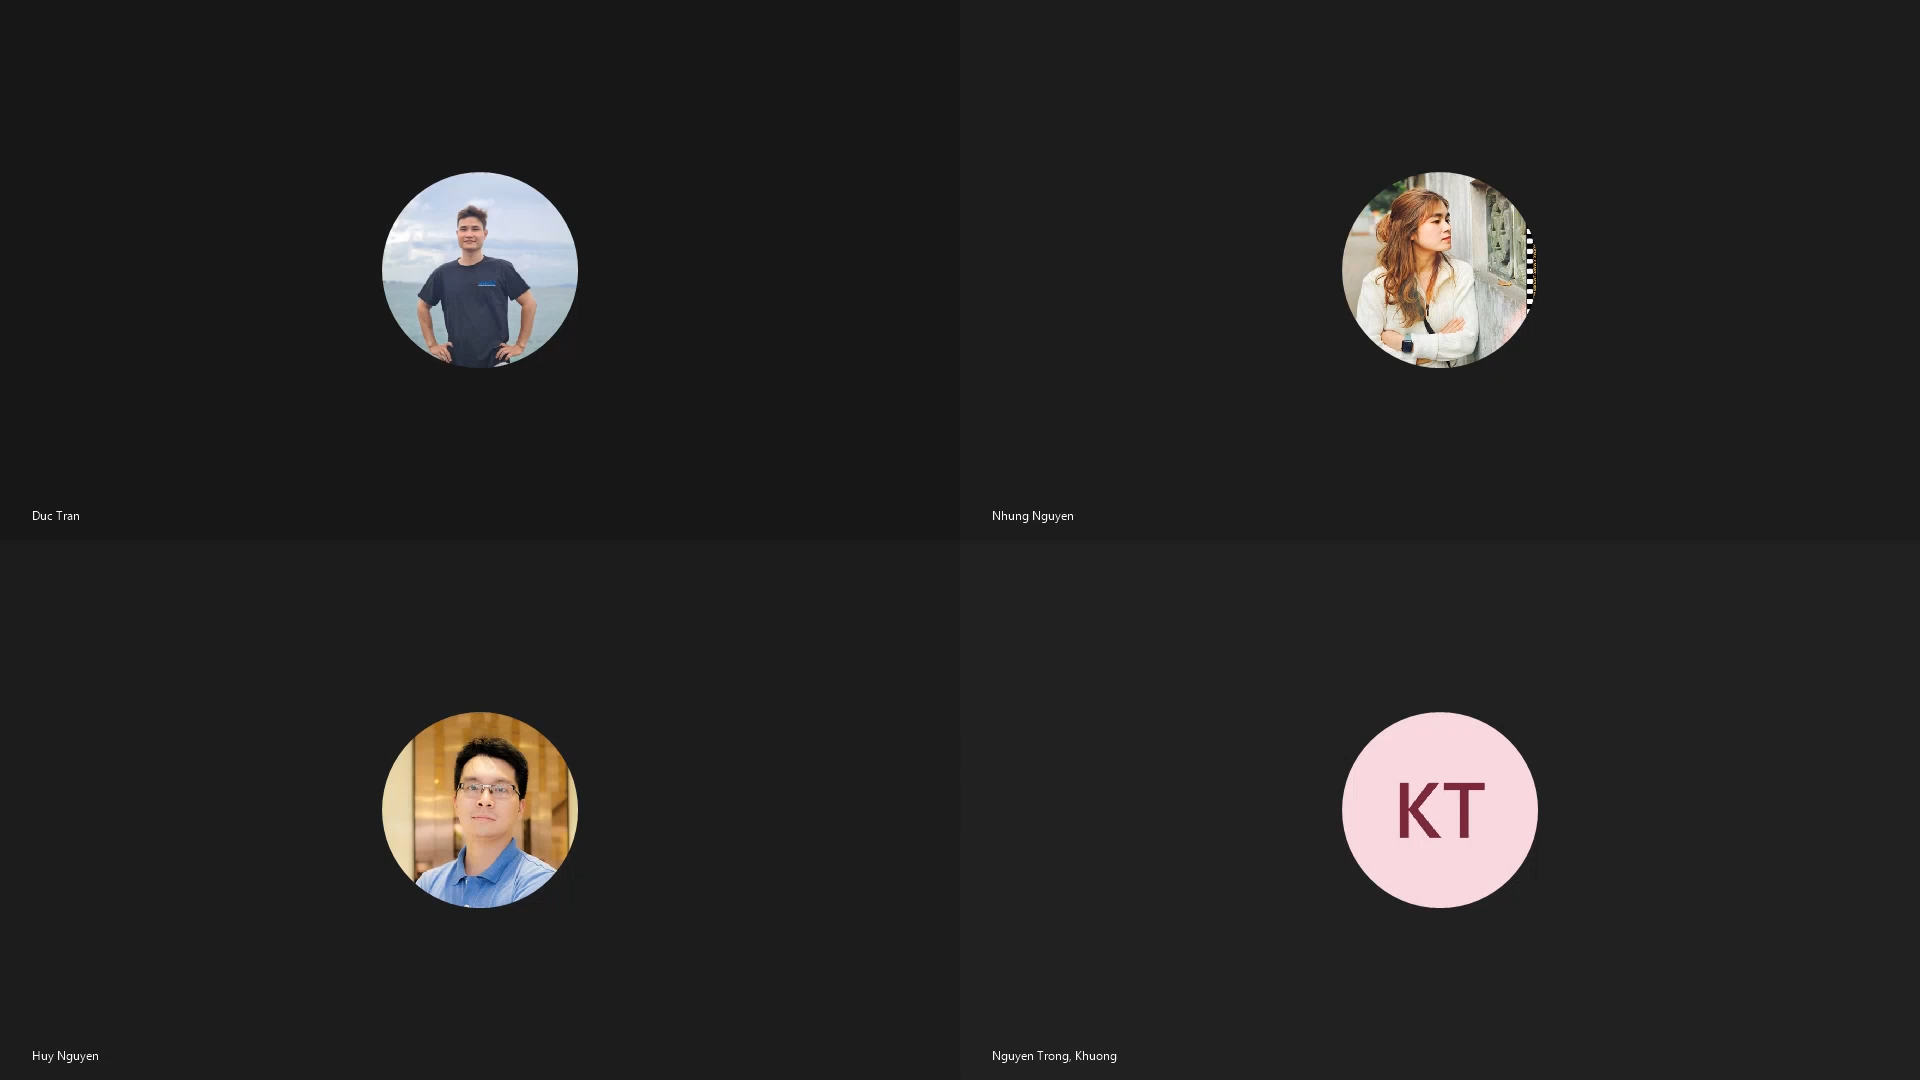 Duc Tran
Nhung Nguyen
Huy Nguyen
KT
Nguyen Trong, Khuong